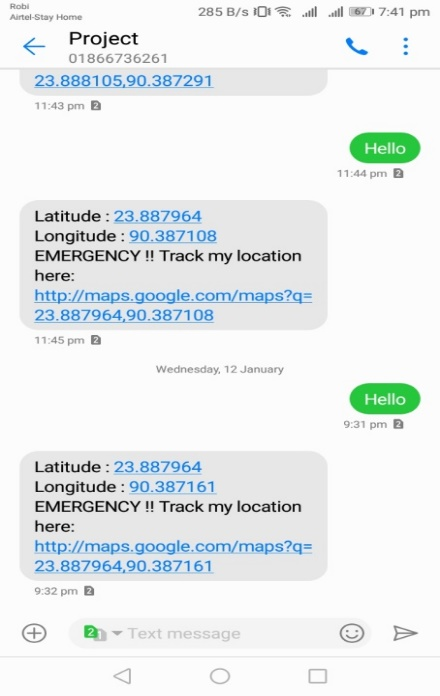 Robi
Airtel-Stay Home
285 B/s 67 7:41 pm
Project
01866736261
23.888105,90.387291
11:43 pm 2
Hello
11:44 pm 2
Latitude : 23.887964
Longitude : 90.387108
EMERGENCY !! Track my location
here:
http://maps.google.com/maps?q=
23.887964,90.387108
11:45 pm 2
Wednesday, 12 January
Hello
9:31 pm 2
Latitude : 23.887964
Longitude : 90.387161
EMERGENCY !! Track my location
here:
http://maps.google.com/maps?q=
23.887964,90.387161
9:32 pm 2
2 1 Text message